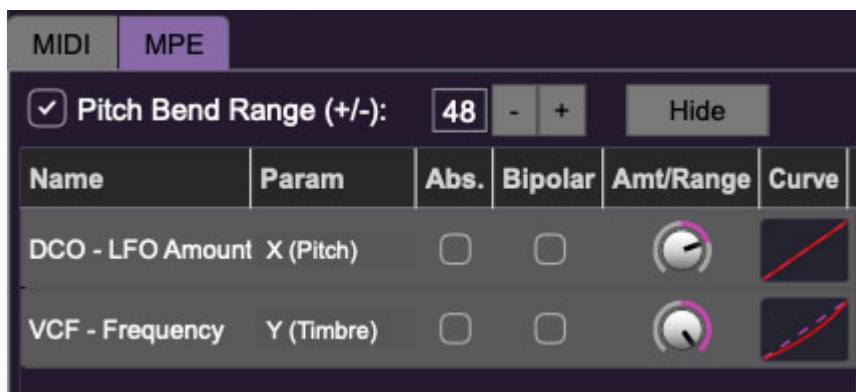 MIDI MPE
Pitch Bend Range (+/-): 48 - + Hide
Name Param Abs. Bipolar Amt/Range Curve
DCO - LFO Amount X (Pitch)
VCF - Frequency Y (Timbre)